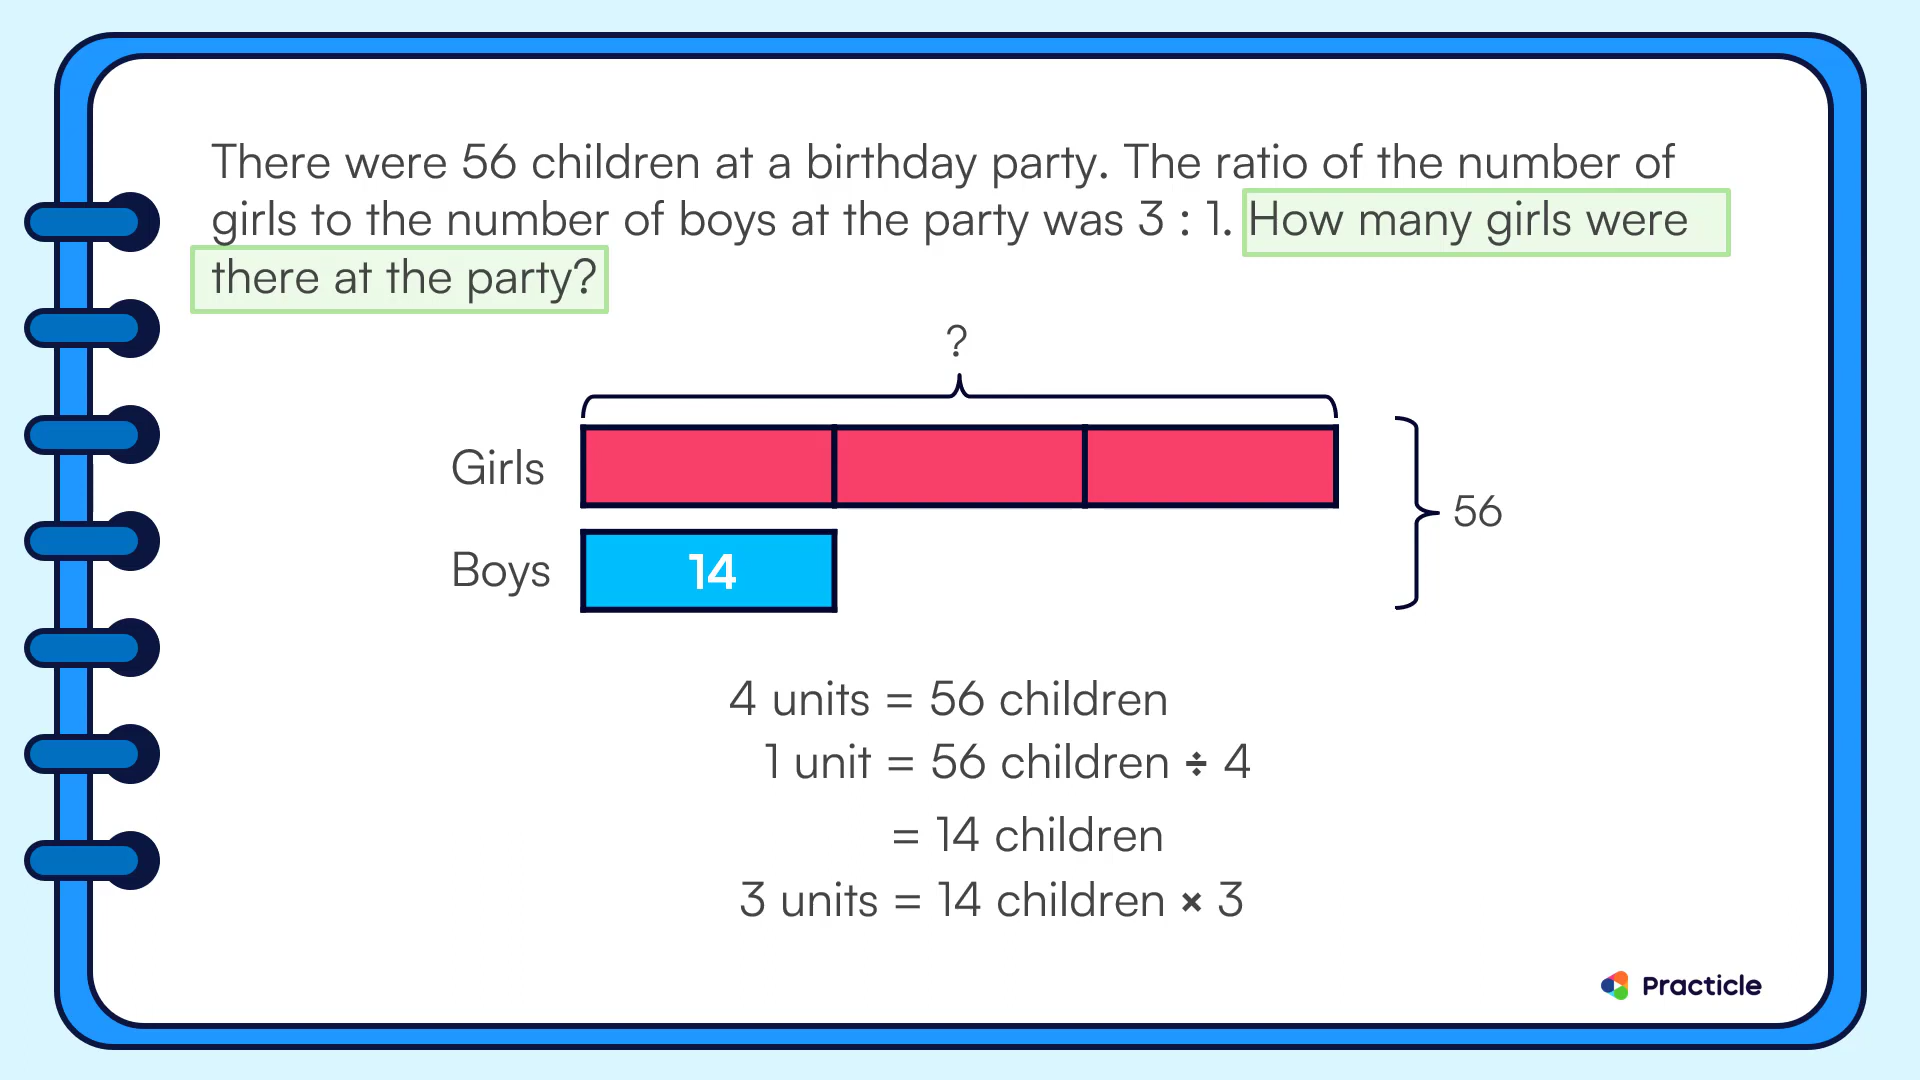 There were 56 children at a birthday party. The ratio of the number of
girls to the number of boys at the party was 3 : 1. How many girls were
there at the party?
?
Girls
56
Boys
14
4 units = 56 children
1 unit = 56 children ÷ 4
= 14 children
3 units = 14 children × 3
Practicle